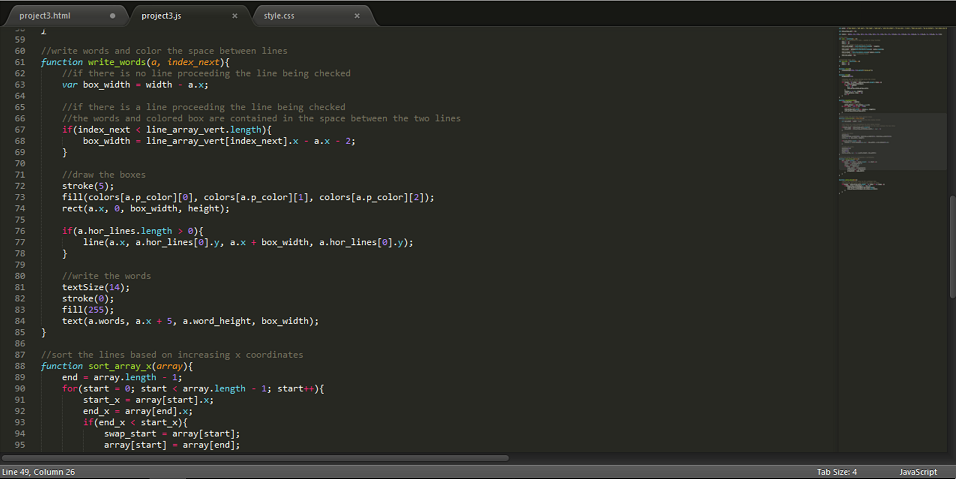 project3.html
project3.js
style.css
58 }
59
60 //write words and color the space between lines
61 function write_words(a, index_next){
62 //if there is no line proceeding the line being checked
63 var box_width = width - a.x;
64
65 //if there is a line proceeding the line being checked
66 //the words and colored box are contained in the space between the two lines
67 if(index_next < line_array_vert.length){
68 box_width = line_array_vert[index_next].x - a.x - 2;
69 }
70
71 //draw the boxes
72 stroke(5);
73 fill(colors[a.p_color][0], colors[a.p_color][1], colors[a.p_color][2]);
74 rect(a.x, 0, box_width, height);
75
76 if(a.hor_lines.length > 0){
77 line(a.x, a.hor_lines[0].y, a.x + box_width, a.hor_lines[0].y);
78 }
79
80 //write the words
81 textSize(14);
82 stroke(0);
83 fill(255);
84 text(a.words, a.x + 5, a.word_height, box_width);
85 }
86
87 //sort the lines based on increasing x coordinates
88 function sort_array_x(array){
89 end = array.length - 1;
90 for(start = 0; start < array.length - 1; start++){
91 start_x = array[start].x;
92 end_x = array[end].x;
93 if(end_x < start_x){
94 swap_start = array[start];
95 array[start] = array[end];
Line 49, Column 26
Tab Size: 4
JavaScript